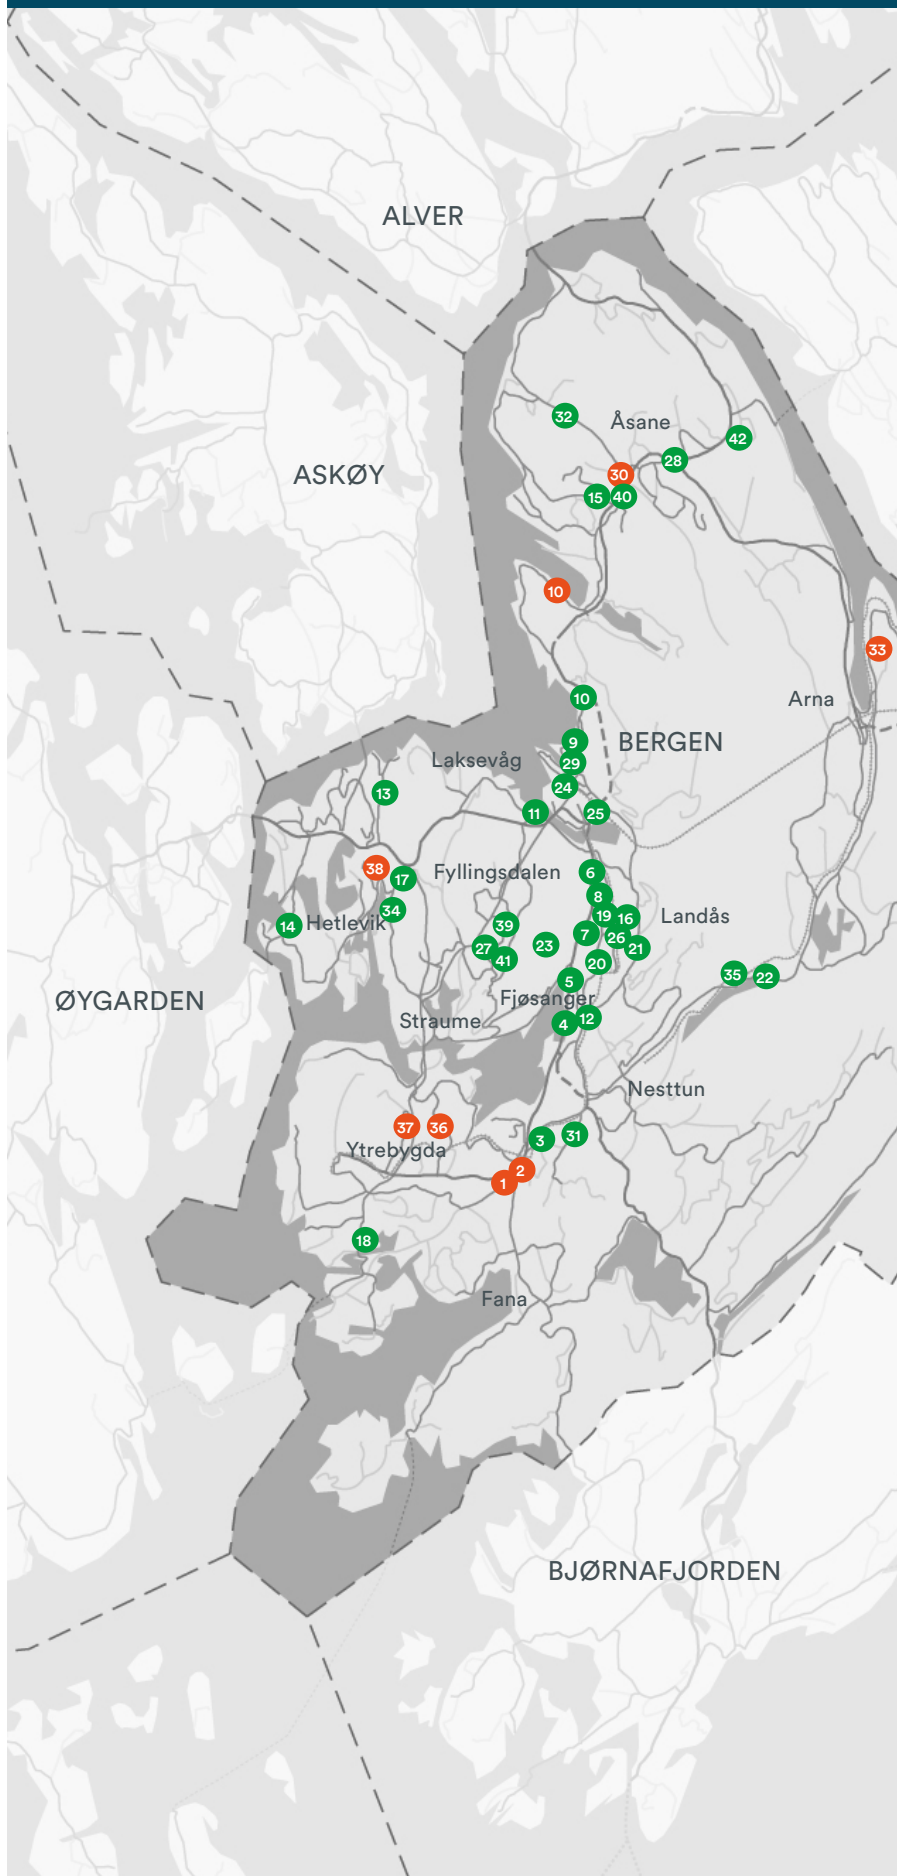 ALVER
32
Åsane
42
28
ASKØY
30
15
40
10
33
Arna
10
9
BERGEN
Laksevåg
29
24
13
11
25
38
17
Fyllingsdalen
6
8
34
19
16
Landås
14
Hetlevik
39
7
26
27
23
21
41
20
35
22
5
ØYGARDEN
Fjøsanger
Straume
4
12
Nesttun
37
36
3
31
Ytrebygda
2
1
18
Fana
BJØRNAFJORDEN